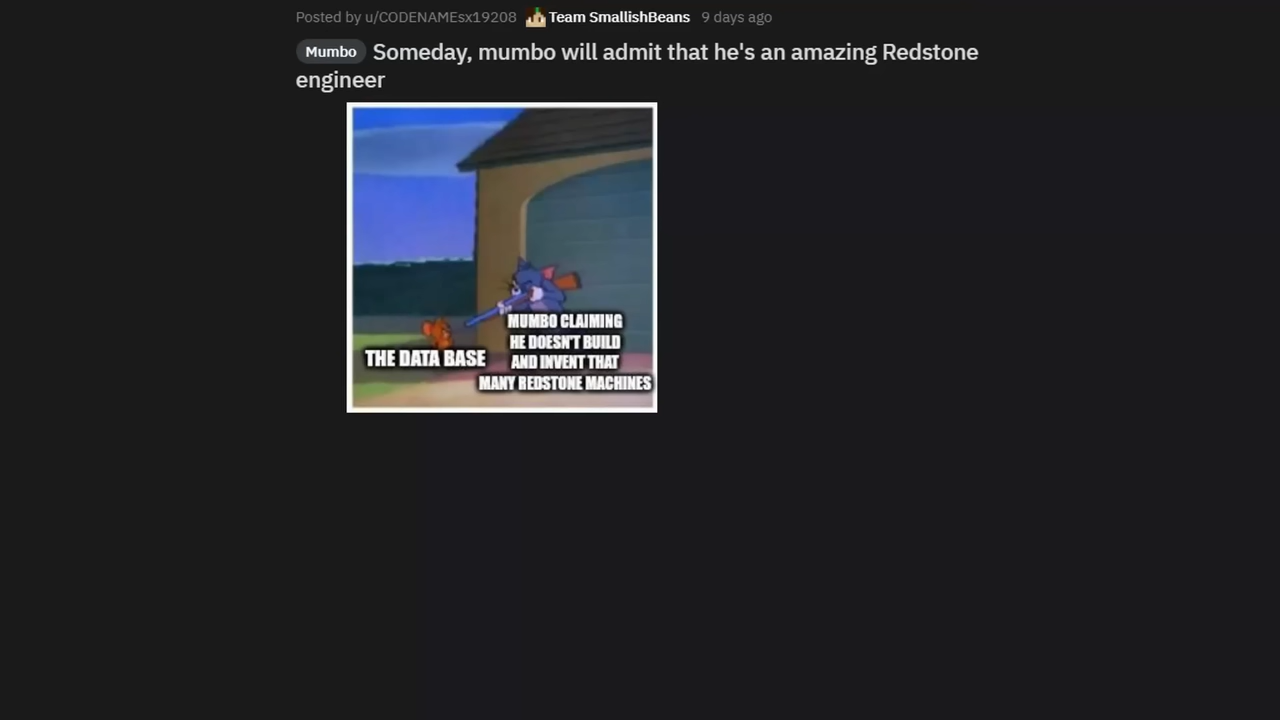 Posted by u/CODENAMEsx19208 Team SmallishBeans 9 days ago
Mumbo Someday, mumbo will admit that he's an amazing Redstone
engineer
THE DATA BASE
MUMBO CLAIMING
HE DOESN'T BUILD
AND INVENT THAT
MANY REDSTONE MACHINES